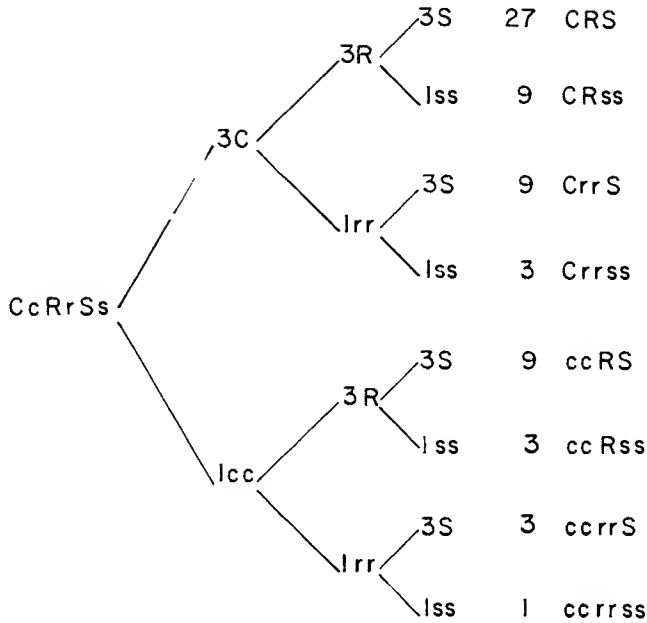 3S 27 CRS
3R
1ss 9 CRss
3C
3S 9 CrrS
1rr
1ss 3 Crrss
CcRrSs
3S 9 ccRS
3R
1ss 3 ccRss
1cc
3S 3 ccrrS
1rr
1ss 1 ccrrss